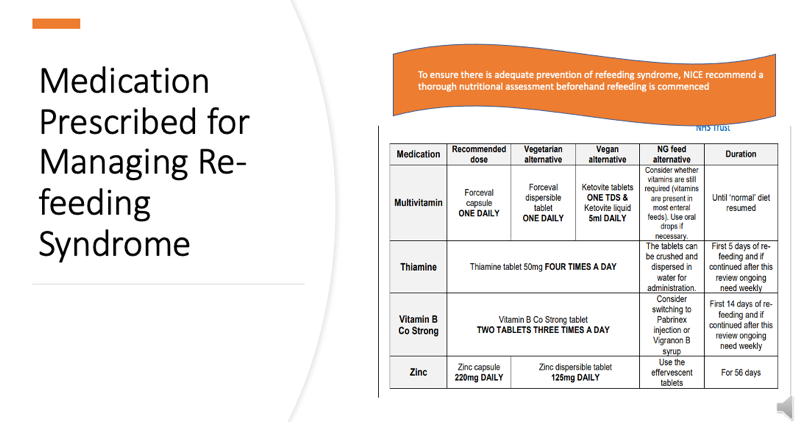 Medication
Prescribed for
Managing Re-
feeding
Syndrome
To ensure there is adequate prevention of refeeding syndrome, NICE recommend a
thorough nutritional assessment beforehand refeeding is commenced
NHS Trust
Medication
Recommended
dose
Vegetarian
alternative
Vegan
alternative
NG feed
alternative
Duration
Multivitamin
Forceval
capsule
ONE DAILY
Forceval
dispersible
tablet
ONE DAILY
Ketovite tablets
ONE TDS &
Ketovite liquid
5ml DAILY
Consider whether
vitamins are still
required (vitamins
are present in
most enteral
feeds). Use oral
drops if
necessary.
Until 'normal' diet
resumed
Thiamine
Thiamine tablet 50mg FOUR TIMES A DAY
The tablets can
be crushed and
dispersed in
water for
administration.
First 5 days of re-
feeding and if
continued after this
review ongoing
need weekly
Vitamin B
Co Strong
Vitamin B Co Strong tablet
TWO TABLETS THREE TIMES A DAY
Consider
switching to
Pabrinex
injection or
Vigranon B
syrup
First 14 days of re-
feeding and if
continued after this
review ongoing
need weekly
Zinc
Zinc capsule
220mg DAILY
Zinc dispersible tablet
125mg DAILY
Use the
effervescent
tablets
For 56 days